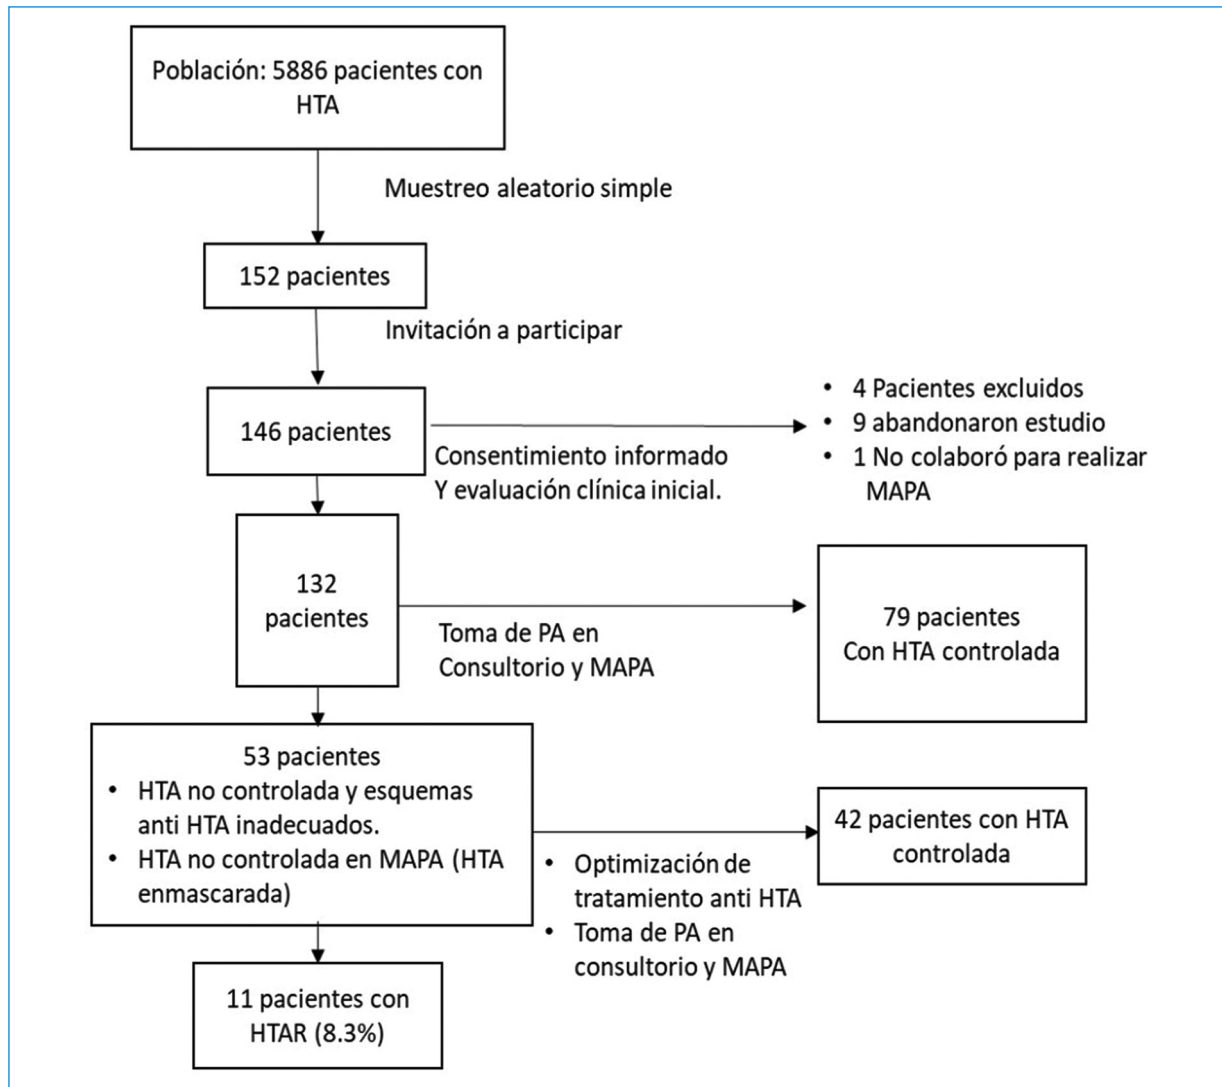 Población: 5886 pacientes con
HTA
Muestreo aleatorio simple
152 pacientes
Invitación a participar
146 pacientes
Consentimiento informado
Y evaluación clínica inicial.
• 4 Pacientes excluidos
• 9 abandonaron estudio
• 1 No colaboró para realizar
MAPA
132
pacientes
Toma de PA en
Consultorio y MAPA
79 pacientes
Con HTA controlada
53 pacientes
• HTA no controlada y esquemas
anti HTA inadecuados.
• HTA no controlada en MAPA (HTA
enmascarada)
• Optimización de
tratamiento anti HTA
• Toma de PA en
consultorio y MAPA
42 pacientes con HTA
controlada
11 pacientes con
HTAR (8.3%)